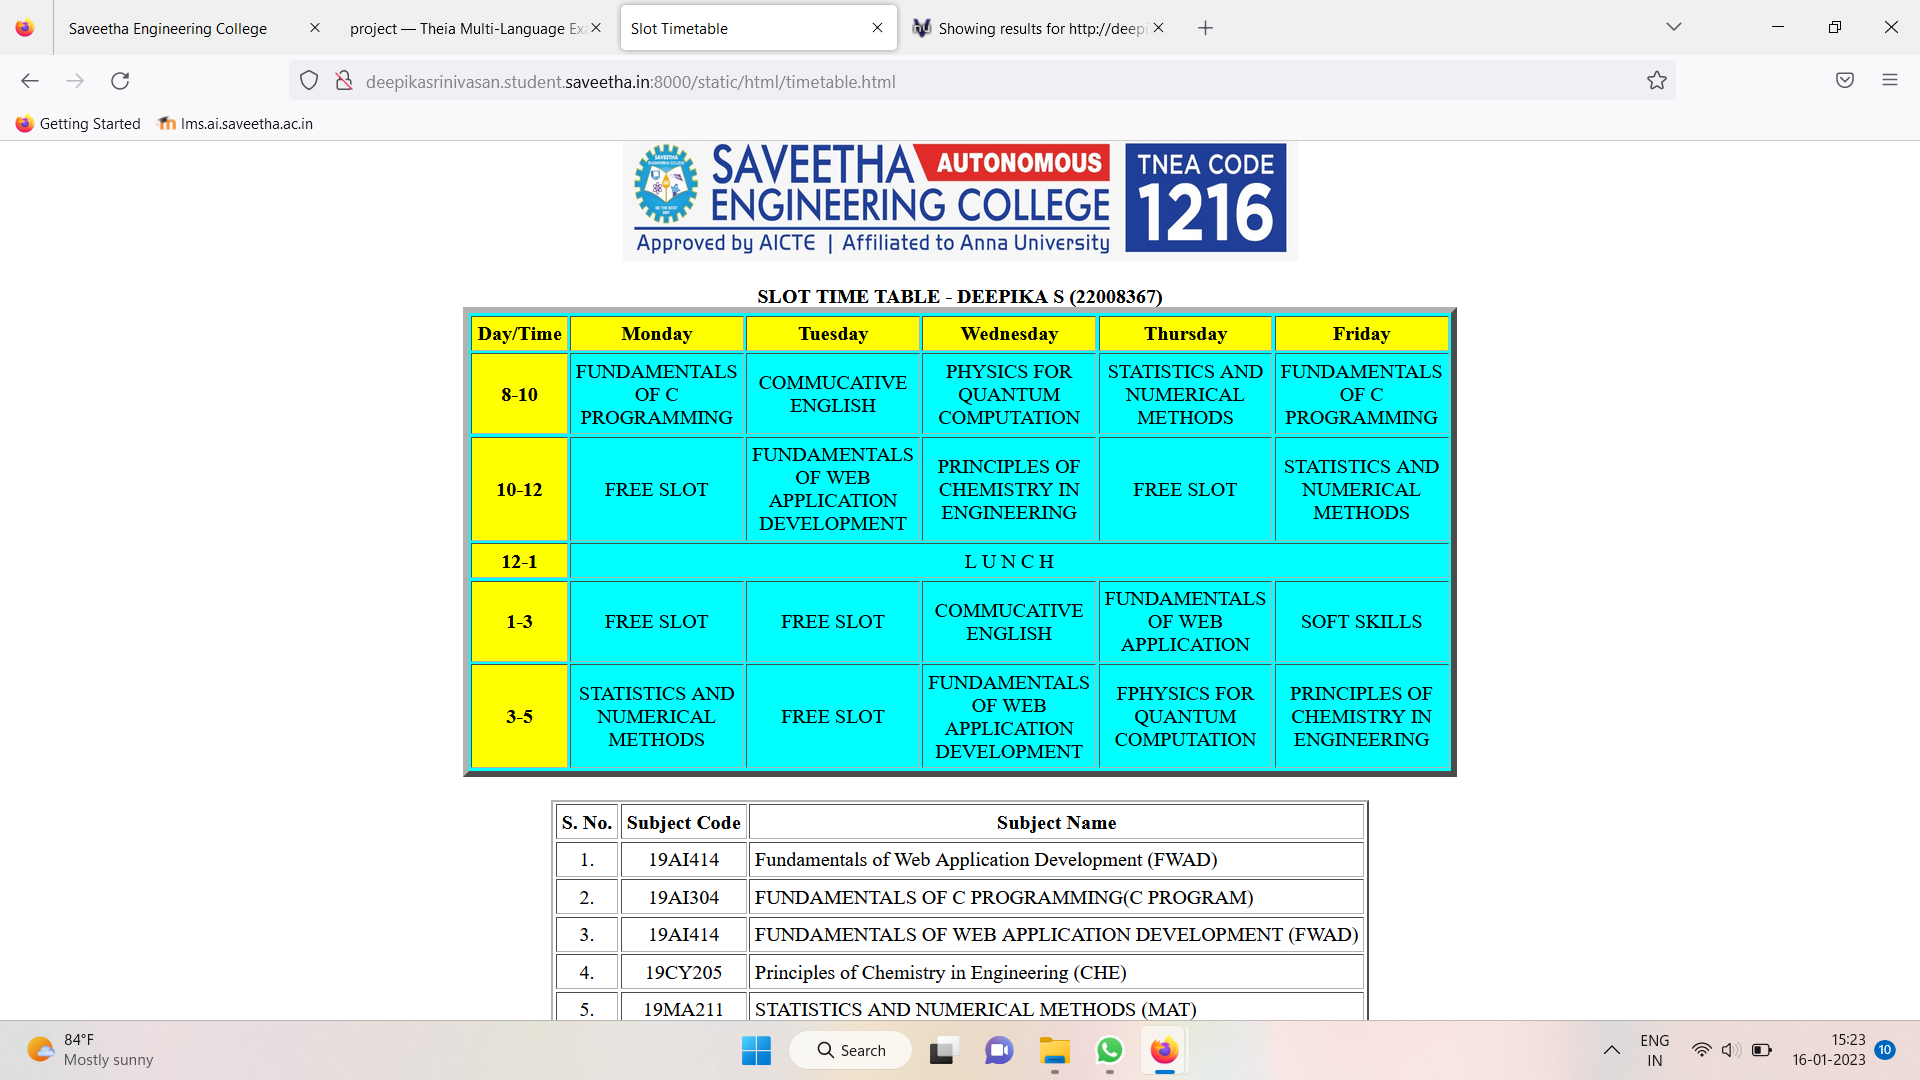 Saveetha Engineering College
project — Theia Multi-Language Exa
Slot Timetable
Showing results for http://deepi
deepikasrinivasan.student.saveetha.in:8000/static/html/timetable.html
Getting Started
lms.ai.saveetha.ac.in
SAVEETHA AUTONOMOUS
ENGINEERING COLLEGE
Approved by AICTE | Affiliated to Anna University
TNEA CODE
1216
SLOT TIME TABLE - DEEPIKA S (22008367)
Day/Time Monday Tuesday Wednesday Thursday Friday
8-10
FUNDAMENTALS
OF C
PROGRAMMING
COMMUCATIVE
ENGLISH
PHYSICS FOR
QUANTUM
COMPUTATION
STATISTICS AND
NUMERICAL
METHODS
FUNDAMENTALS
OF C
PROGRAMMING
10-12
FREE SLOT
FUNDAMENTALS
OF WEB
APPLICATION
DEVELOPMENT
PRINCIPLES OF
CHEMISTRY IN
ENGINEERING
FREE SLOT
STATISTICS AND
NUMERICAL
METHODS
12-1
L U N C H
1-3
FREE SLOT
FREE SLOT
COMMUCATIVE
ENGLISH
FUNDAMENTALS
OF WEB
APPLICATION
SOFT SKILLS
3-5
STATISTICS AND
NUMERICAL
METHODS
FREE SLOT
FUNDAMENTALS
OF WEB
APPLICATION
DEVELOPMENT
FPHYSICS FOR
QUANTUM
COMPUTATION
PRINCIPLES OF
CHEMISTRY IN
ENGINEERING
S. No. Subject Code Subject Name
1. 19AI414 Fundamentals of Web Application Development (FWAD)
2. 19AI304 FUNDAMENTALS OF C PROGRAMMING(C PROGRAM)
3. 19AI414 FUNDAMENTALS OF WEB APPLICATION DEVELOPMENT (FWAD)
4. 19CY205 Principles of Chemistry in Engineering (CHE)
5. 19MA211 STATISTICS AND NUMERICAL METHODS (MAT)
84°F
Mostly sunny
Search
ENG
IN
15:23
16-01-2023
10